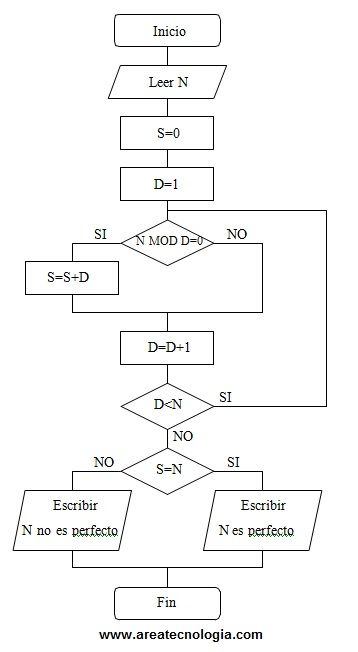 Inicio
Leer N
S=0
D=1
SI
N MOD D=0
NO
S=S+D
D=D+1
D<N
SI
NO
NO
S=N
SI
Escribir
N no es perfecto
Escribir
N es perfecto
Fin
www.areatecnologia.com